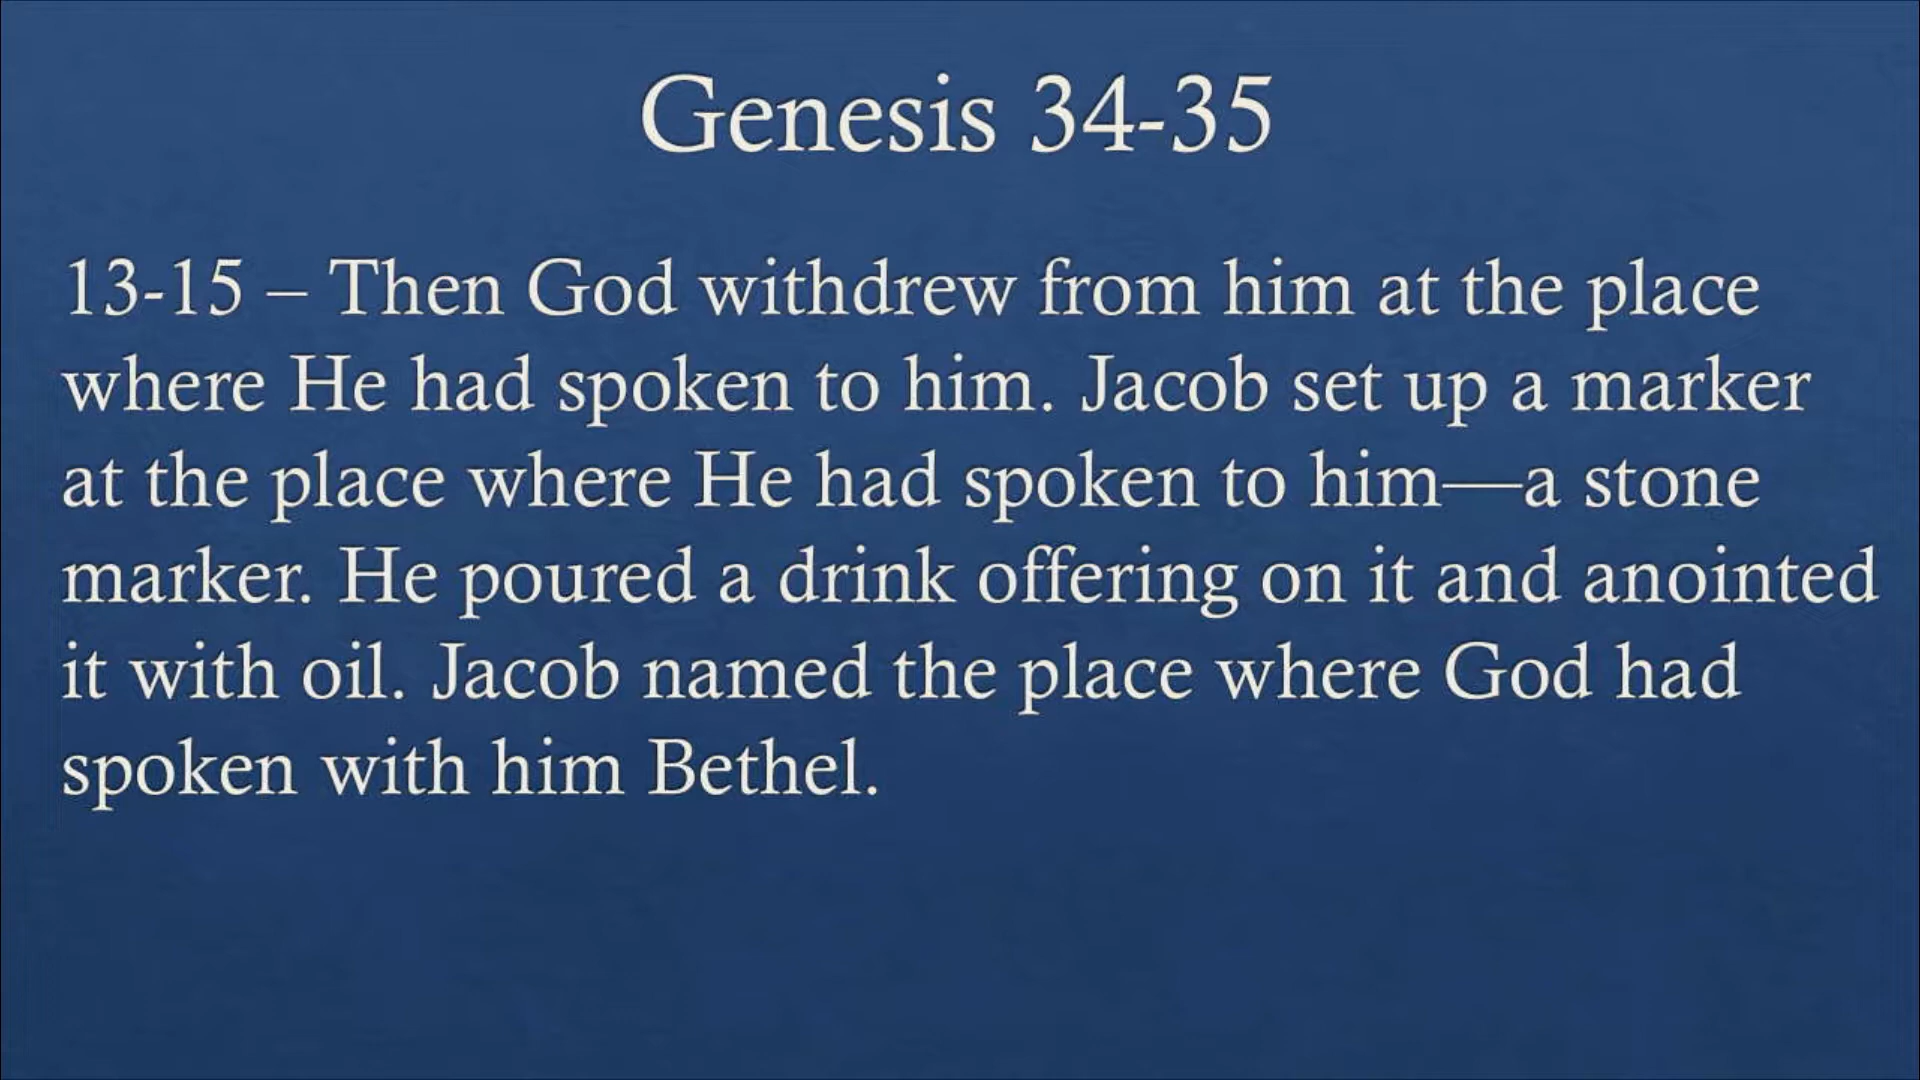 Genesis 34-35
13-15 – Then God withdrew from him at the place
where He had spoken to him. Jacob set up a marker
at the place where He had spoken to him—a stone
marker. He poured a drink offering on it and anointed
it with oil. Jacob named the place where God had
spoken with him Bethel.